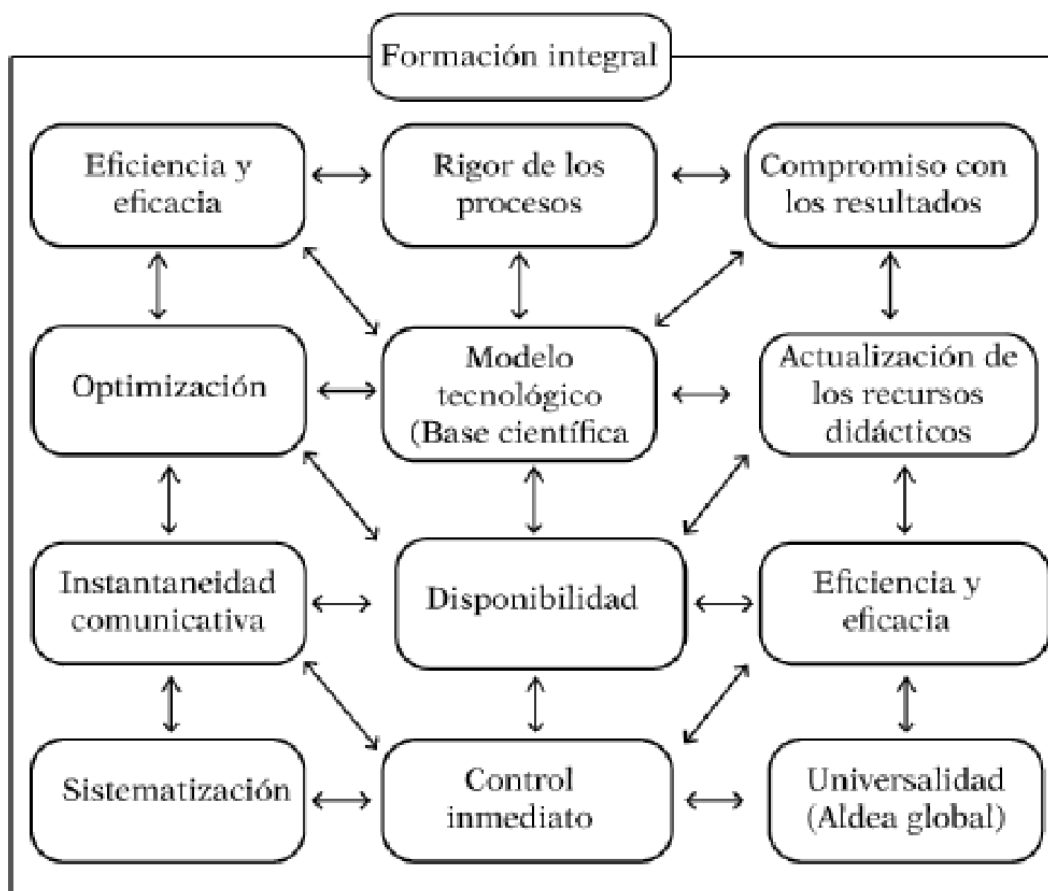 Formación integral
Eficiencia y
eficacia
Rigor de los
procesos
Compromiso con
los resultados
Optimización
Modelo
tecnológico
(Base científica
Actualización de
los recursos
didácticos
Instantaneidad
comunicativa
Disponibilidad
Eficiencia y
eficacia
Sistematización
Control
inmediato
Universalidad
(Aldea global)